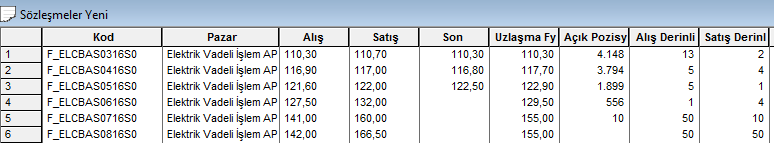 Sözleşmeler Yeni
Kod Pazar Alış Satış Son Uzlaşma Fy Açık Pozisy Alış Derinli Satış Derinl
1 F_ELCBAS0316S0 Elektrik Vadeli İşlem AP 110,30 110,70 110,30 110,30 4.148 13 2
2 F_ELCBAS0416S0 Elektrik Vadeli İşlem AP 116,90 117,00 116,80 117,70 3.794 5 4
3 F_ELCBAS0516S0 Elektrik Vadeli İşlem AP 121,60 122,00 122,50 122,90 1.899 5 1
4 F_ELCBAS0616S0 Elektrik Vadeli İşlem AP 127,50 132,00 129,50 556 1 4
5 F_ELCBAS0716S0 Elektrik Vadeli İşlem AP 141,00 160,00 155,00 10 50 10
6 F_ELCBAS0816S0 Elektrik Vadeli İşlem AP 142,00 166,50 155,00 50 50